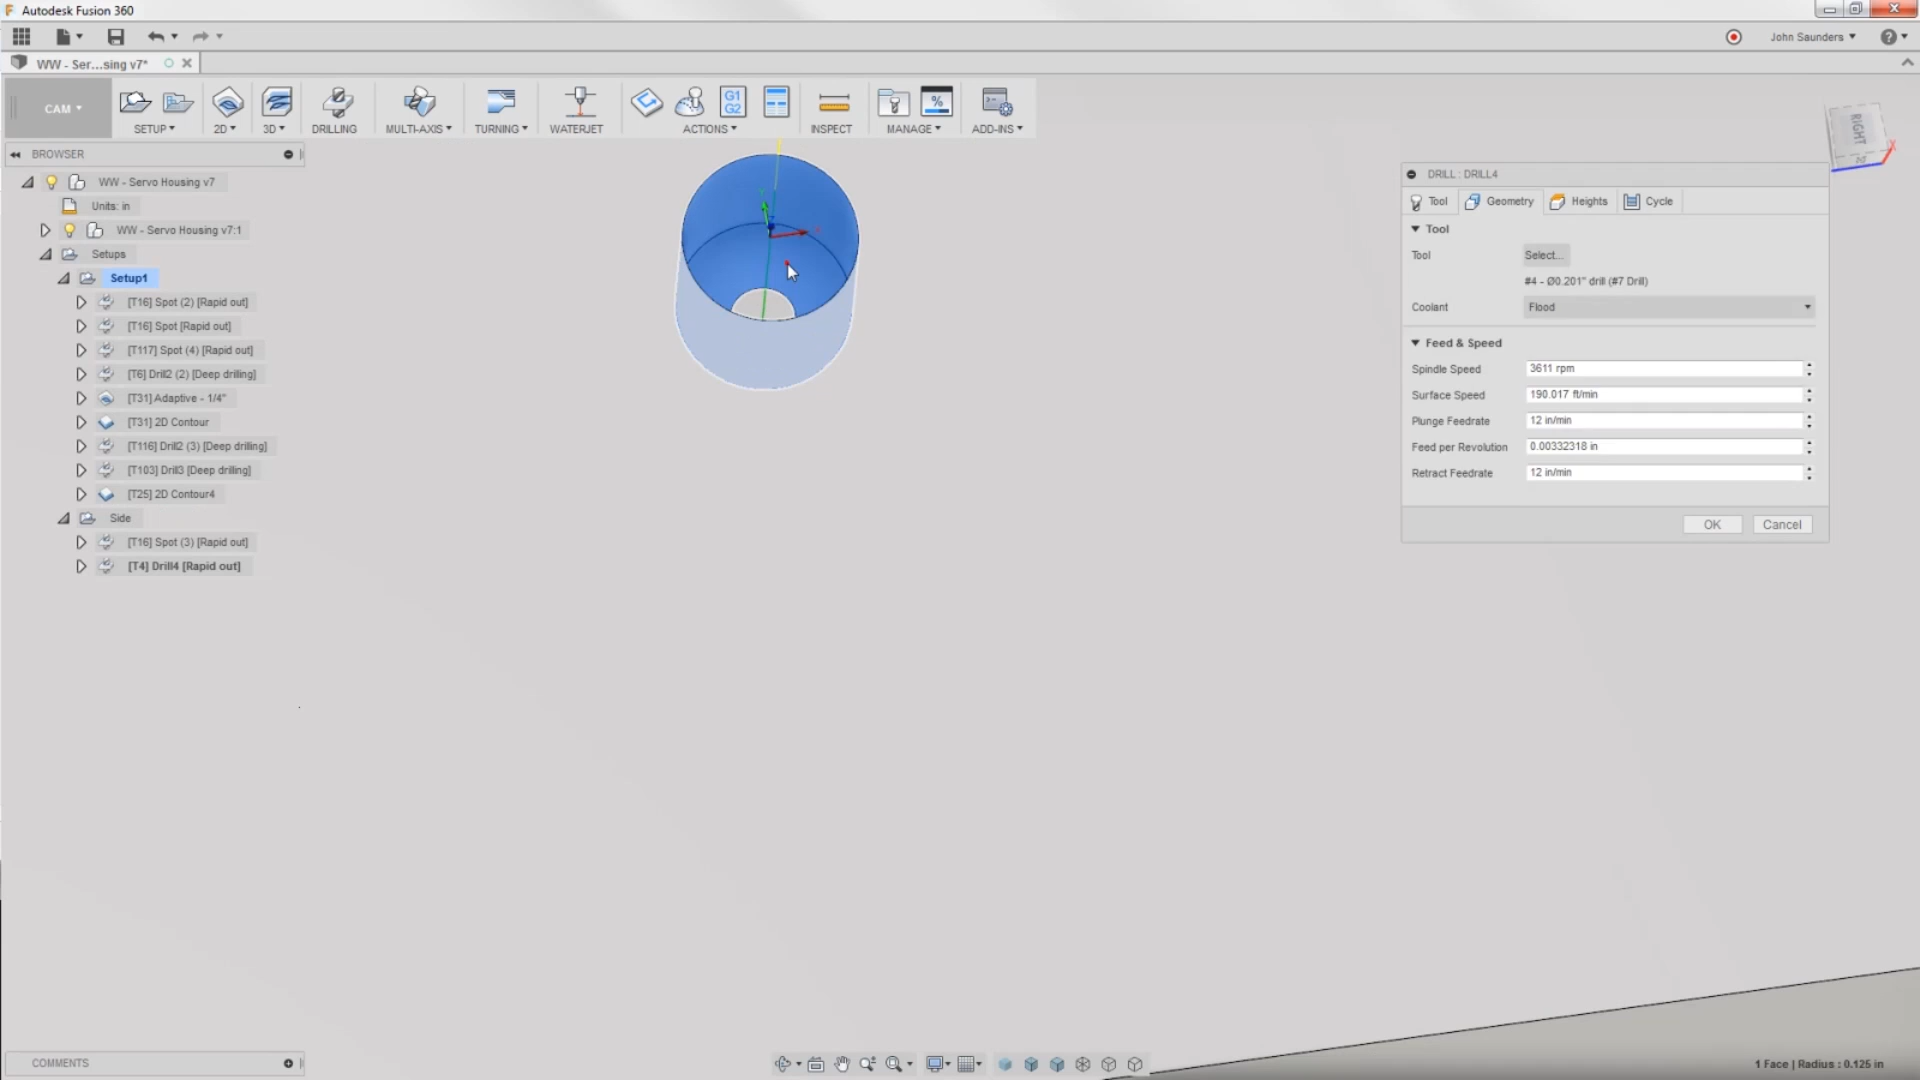 Autodesk Fusion 360
John Saunders
WW - Ser...sing v7*
CAM
SETUP
2D
3D
DRILLING
MULTI-AXIS
TURNING
WATERJET
G1
G2
ACTIONS
INSPECT
%
MANAGE
ADD-INS
RIGHT
X
BROWSER
WW - Servo Housing v7
Units: in
WW - Servo Housing v7:1
Setups
Setup1
[T16] Spot (2) [Rapid out]
[T16] Spot [Rapid out]
[T117] Spot (4) [Rapid out]
[T6] Drill2 (2) [Deep drilling]
[T31] Adaptive - 1/4"
[T31] 2D Contour
[T116] Drill2 (3) [Deep drilling]
[T103] Drill3 [Deep drilling]
[T25] 2D Contour4
Side
[T16] Spot (3) [Rapid out]
[T4] Drill4 [Rapid out]
DRILL : DRILL4
Tool Geometry Heights Cycle
Tool
Tool Select...
#4 - Ø0.201" drill (#7 Drill)
Coolant Flood
Feed & Speed
Spindle Speed 3611 rpm
Surface Speed 190.017 ft/min
Plunge Feedrate 12 in/min
Feed per Revolution 0.00332318 in
Retract Feedrate 12 in/min
OK Cancel
COMMENTS
1 Face | Radius : 0.125 in